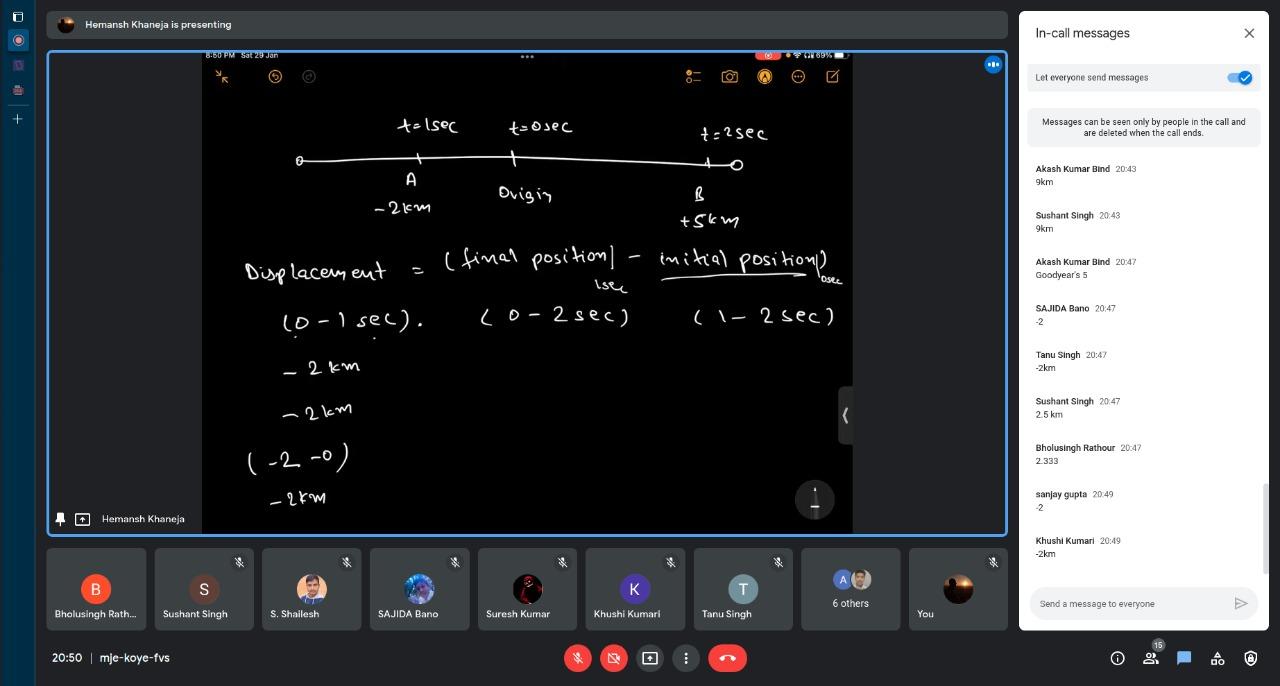 Hemansh Khaneja is presenting
8:50 PM Sat 29 Jan
69%
t=1sec t=0sec t=2sec
A Origin B
-2km +5km
Displacement = (final position) - initial position)
1sec 0sec
(0-1 sec). (0-2sec) (1-2sec)
-2km
-2km
(-2-0)
-2km
Hemansh Khaneja
B
Bholusingh Rath...
S
Sushant Singh
S. Shailesh
SAJIDA Bano
Suresh Kumar
K
Khushi Kumari
T
Tanu Singh
A
6 others
You
20:50 | mje-koye-fvs
15
In-call messages
Let everyone send messages
Messages can be seen only by people in the call and
are deleted when the call ends.
Akash Kumar Bind 20:43
9km
Sushant Singh 20:43
9km
Akash Kumar Bind 20:47
Goodyear's 5
SAJIDA Bano 20:47
-2
Tanu Singh 20:47
-2km
Sushant Singh 20:47
2.5 km
Bholusingh Rathour 20:47
2.333
sanjay gupta 20:49
-2
Khushi Kumari 20:49
-2km
Send a message to everyone